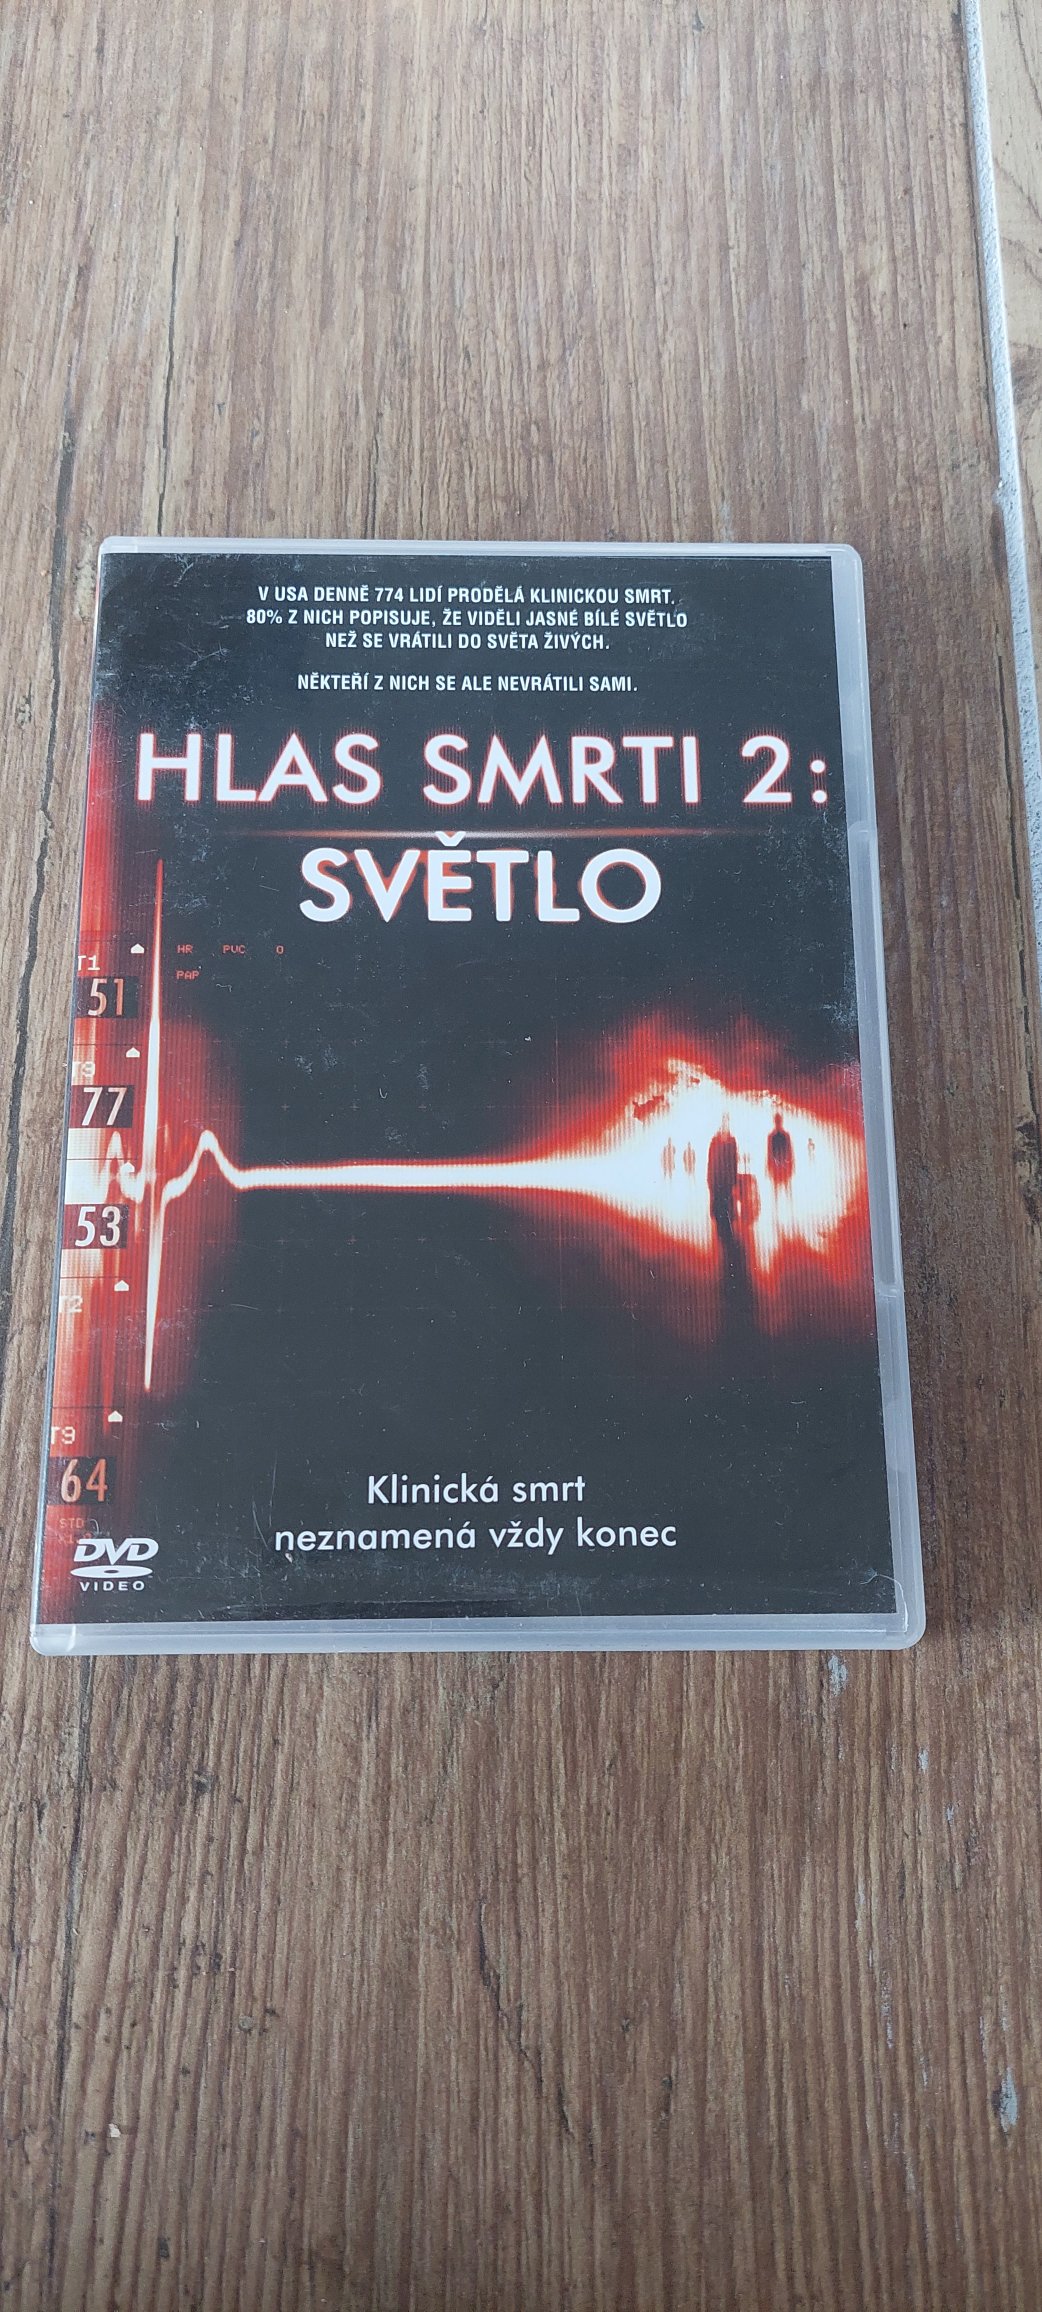 V USA DENNĚ 774 LIDÍ PRODĚLÁ KLINICKOU SMRT.
80% Z NICH POPISUJE, ŽE VIDĚLI JASNÉ BÍLÉ SVĚTLO
NEŽ SE VRÁTILI DO SVĚTA ŽIVÝCH.
NĚKTEŘÍ Z NICH SE ALE NEVRÁTILI SAMI.
HLAS SMRTI 2:
SVĚTLO
HR PVC 0
PAP
T1
51
T3
77
53
T2
T9
64
STD
Klinická smrt
neznamená vždy konec
DVD
VIDEO